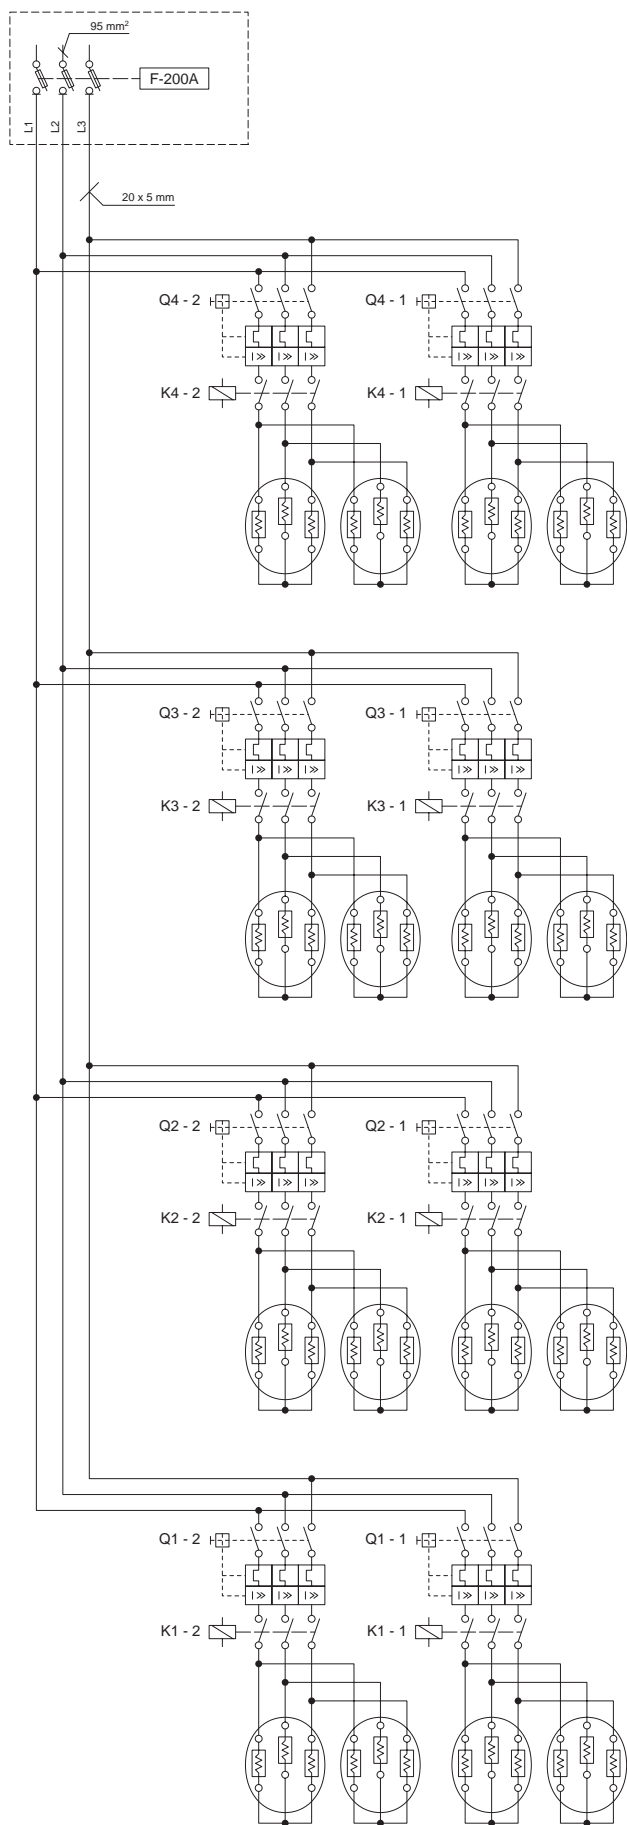 95 mm²
F-200A
L1 L2 L3
20 x 5 mm
Q4 - 2 Q4 - 1
I >> I >> I >> I >> I >> I >>
K4 - 2 K4 - 1
Q3 - 2 Q3 - 1
I >> I >> I >> I >> I >> I >>
K3 - 2 K3 - 1
Q2 - 2 Q2 - 1
I >> I >> I >> I >> I >> I >>
K2 - 2 K2 - 1
Q1 - 2 Q1 - 1
I >> I >> I >> I >> I >> I >>
K1 - 2 K1 - 1